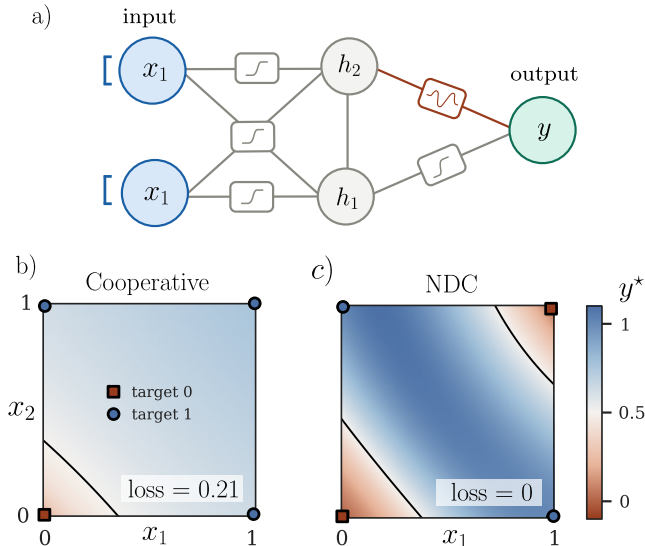 a)
input
output
x₁
x₁
h₂
h₁
y
b)
Cooperative
1
x₂
0
target 0
target 1
loss = 0.21
0
x₁
1
c)
NDC
loss = 0
0
x₁
1
y⋆
1
0.5
0